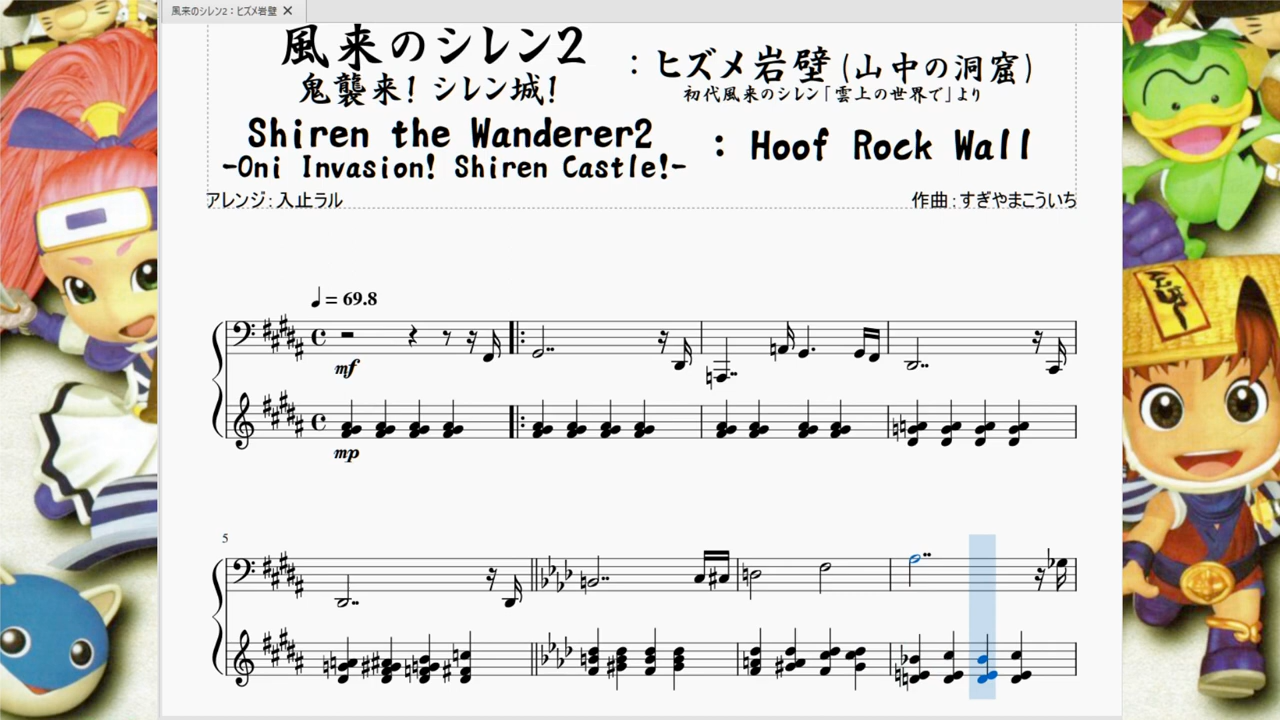 風来のシレン2：ヒズメ岩壁 ✕
風来のシレン2
鬼襲来！シレン城！
：ヒズメ岩壁(山中の洞窟)
初代風来のシレン「雲上の世界で」より
Shiren the Wanderer2
-Oni Invasion! Shiren Castle!-
: Hoof Rock Wall
アレンジ：入止ラル
作曲：すぎやまこういち
= 69.8
mf
mp
5